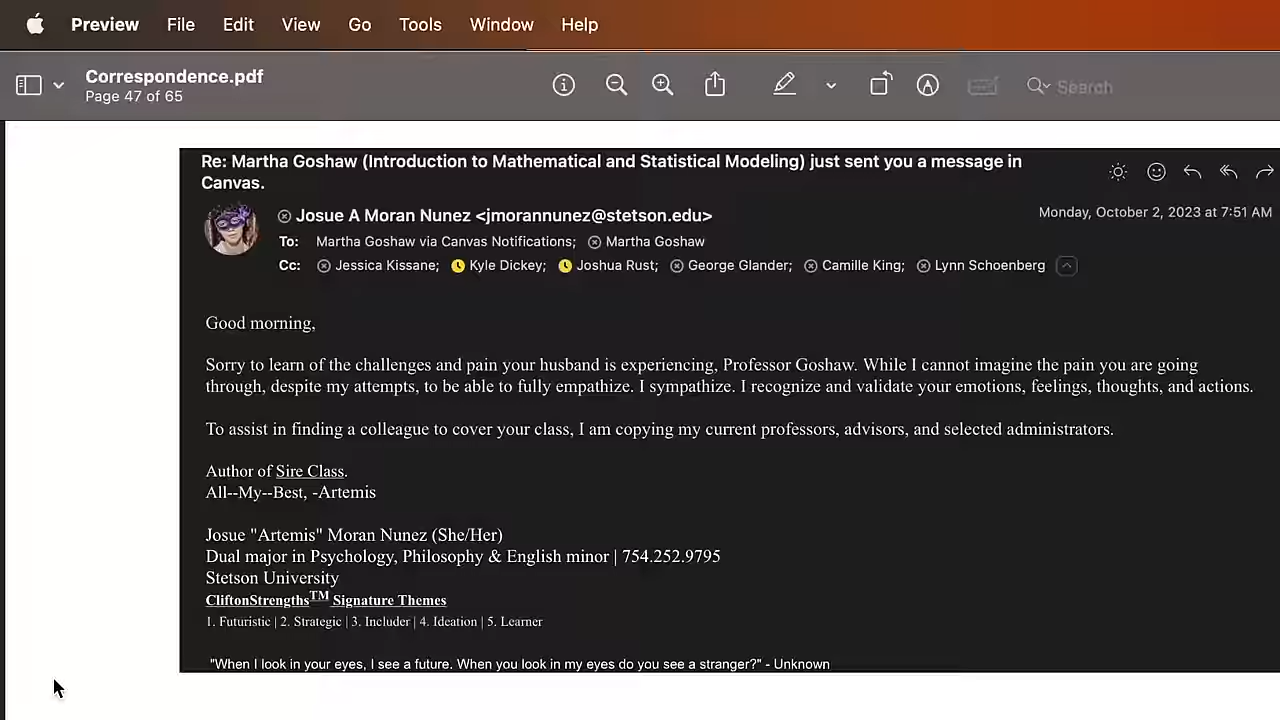 Preview File Edit View Go Tools Window Help
Correspondence.pdf
Page 47 of 65
Search
Re: Martha Goshaw (Introduction to Mathematical and Statistical Modeling) just sent you a message in
Canvas.
Josue A Moran Nunez <jmorannunez@stetson.edu>
Monday, October 2, 2023 at 7:51 AM
To: Martha Goshaw via Canvas Notifications; Martha Goshaw
Cc: Jessica Kissane; Kyle Dickey; Joshua Rust; George Glander; Camille King; Lynn Schoenberg
Good morning,
Sorry to learn of the challenges and pain your husband is experiencing, Professor Goshaw. While I cannot imagine the pain you are going
through, despite my attempts, to be able to fully empathize. I sympathize. I recognize and validate your emotions, feelings, thoughts, and actions.
To assist in finding a colleague to cover your class, I am copying my current professors, advisors, and selected administrators.
Author of Sire Class.
All--My--Best, -Artemis
Josue "Artemis" Moran Nunez (She/Her)
Dual major in Psychology, Philosophy & English minor | 754.252.9795
Stetson University
CliftonStrengths™ Signature Themes
1. Futuristic | 2. Strategic | 3. Includer | 4. Ideation | 5. Learner
"When I look in your eyes, I see a future. When you look in my eyes do you see a stranger?" - Unknown